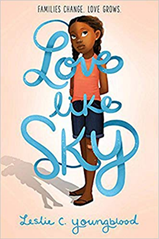 FAMILIES CHANGE. LOVE GROWS.
Love
like
SKY
Leslie C. Youngblood